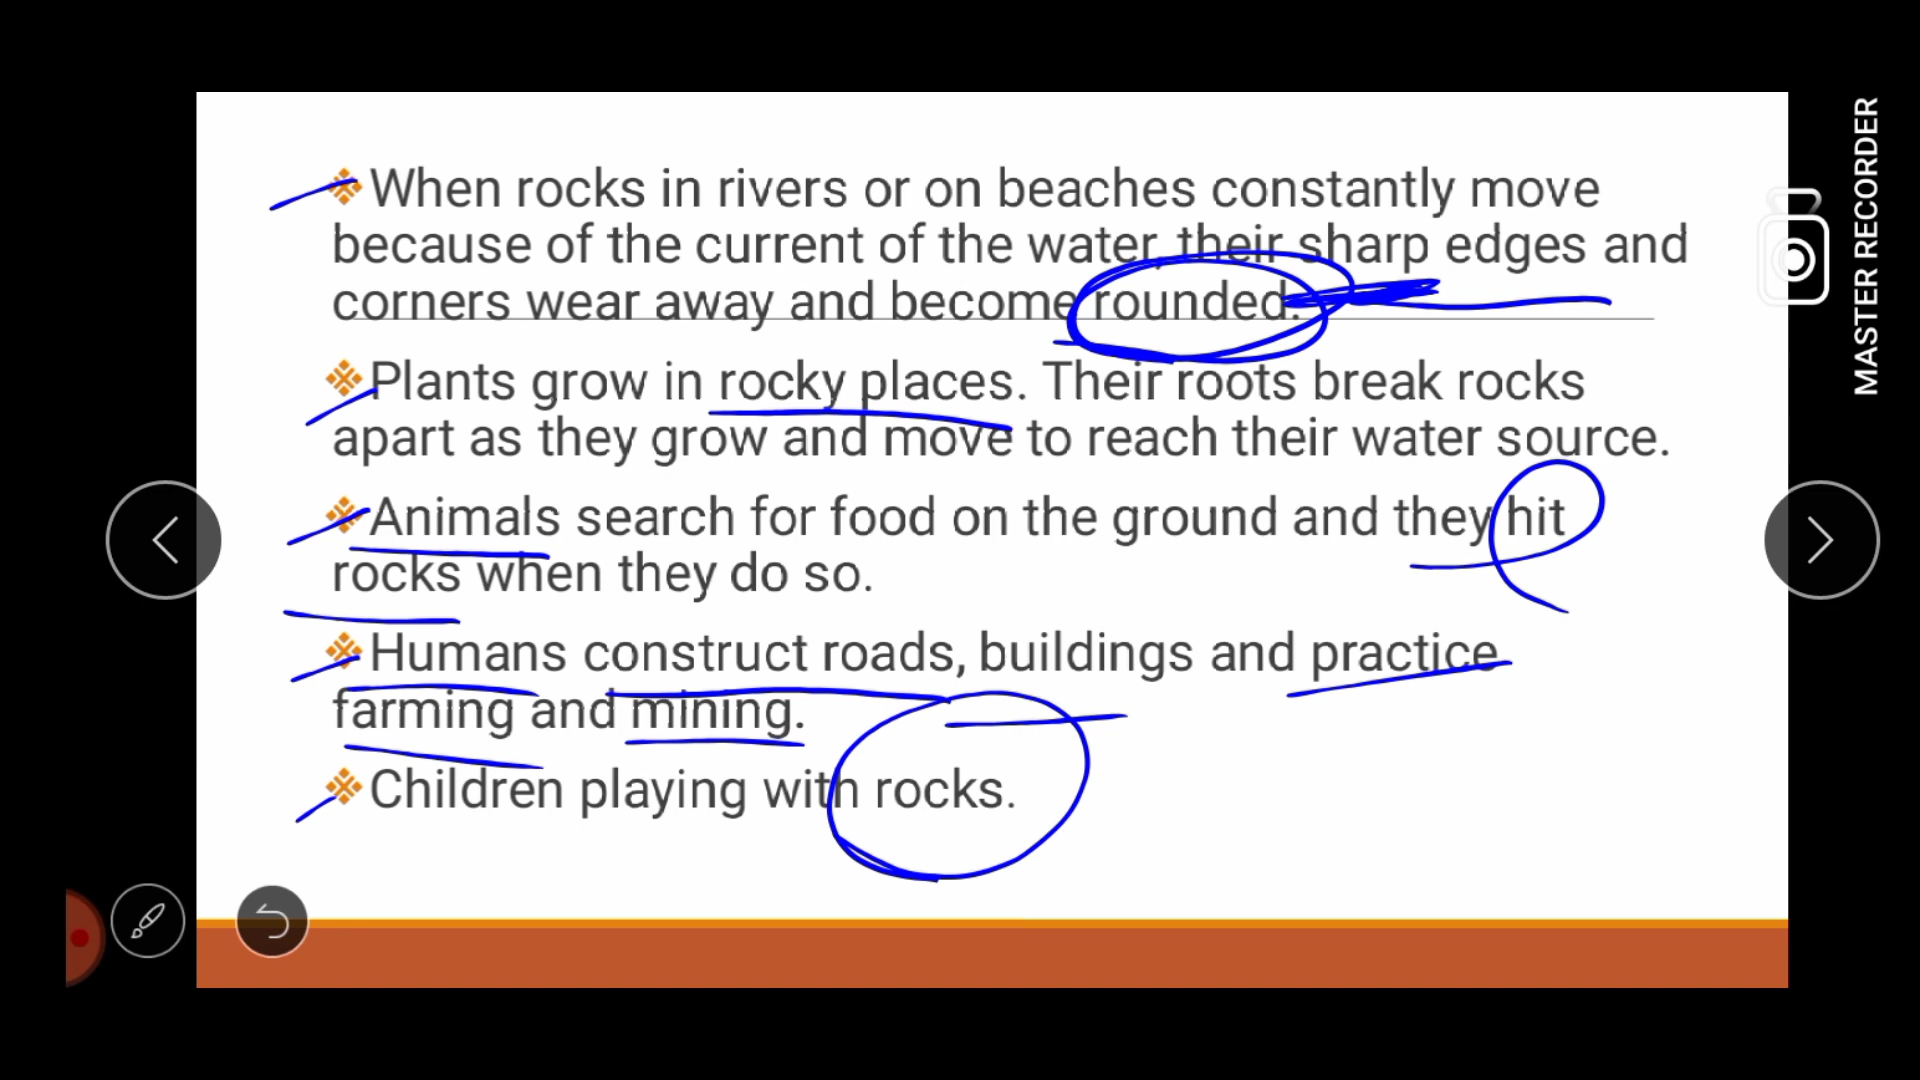 When rocks in rivers or on beaches constantly move
because of the current of the water, their sharp edges and
corners wear away and become rounded.
Plants grow in rocky places. Their roots break rocks
apart as they grow and move to reach their water source.
Animals search for food on the ground and they hit
rocks when they do so.
Humans construct roads, buildings and practice
farming and mining.
Children playing with rocks.
MASTER RECORDER